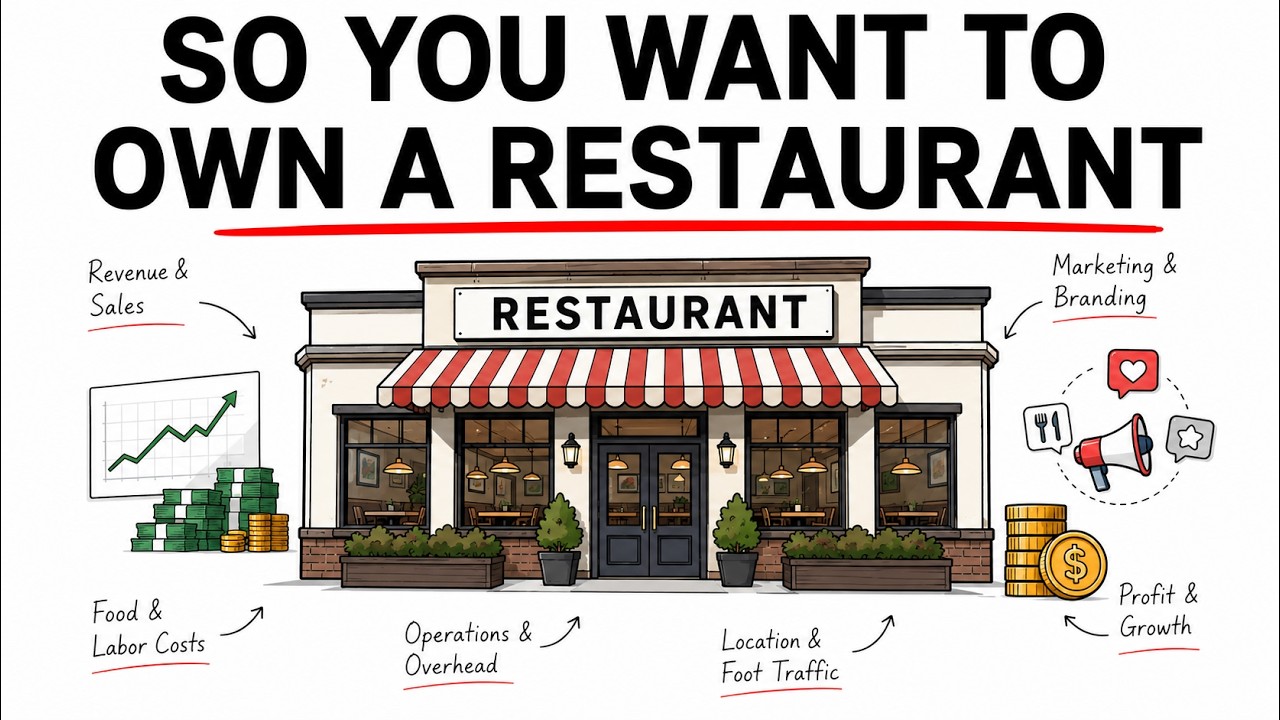 SO YOU WANT TO
OWN A RESTAURANT
Revenue &
Sales
Marketing &
Branding
RESTAURANT
$
Food &
Labor Costs
Operations &
Overhead
Location &
Foot Traffic
Profit &
Growth